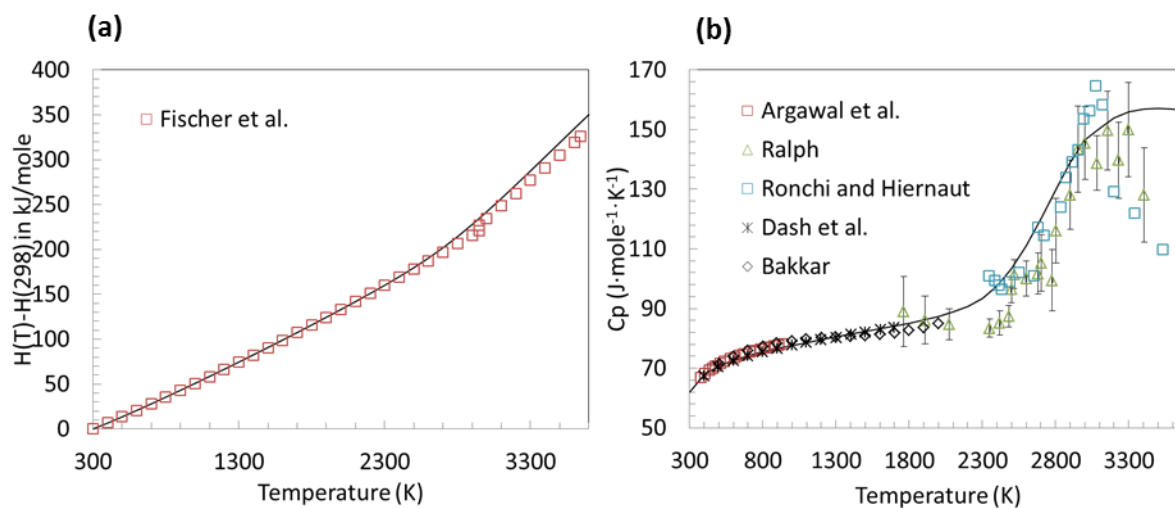 (a)
H(T)-H(298) in kJ/mole
400
350
300
250
200
150
100
50
0
Fischer et al.
300
1300
2300
3300
Temperature (K)
(b)
Cp (J·mole⁻¹·K⁻¹)
170
150
130
110
90
70
50
Argawal et al.
Ralph
Ronchi and Hiernaut
Dash et al.
Bakkar
300
800
1300
1800
2300
2800
3300
Temperature (K)